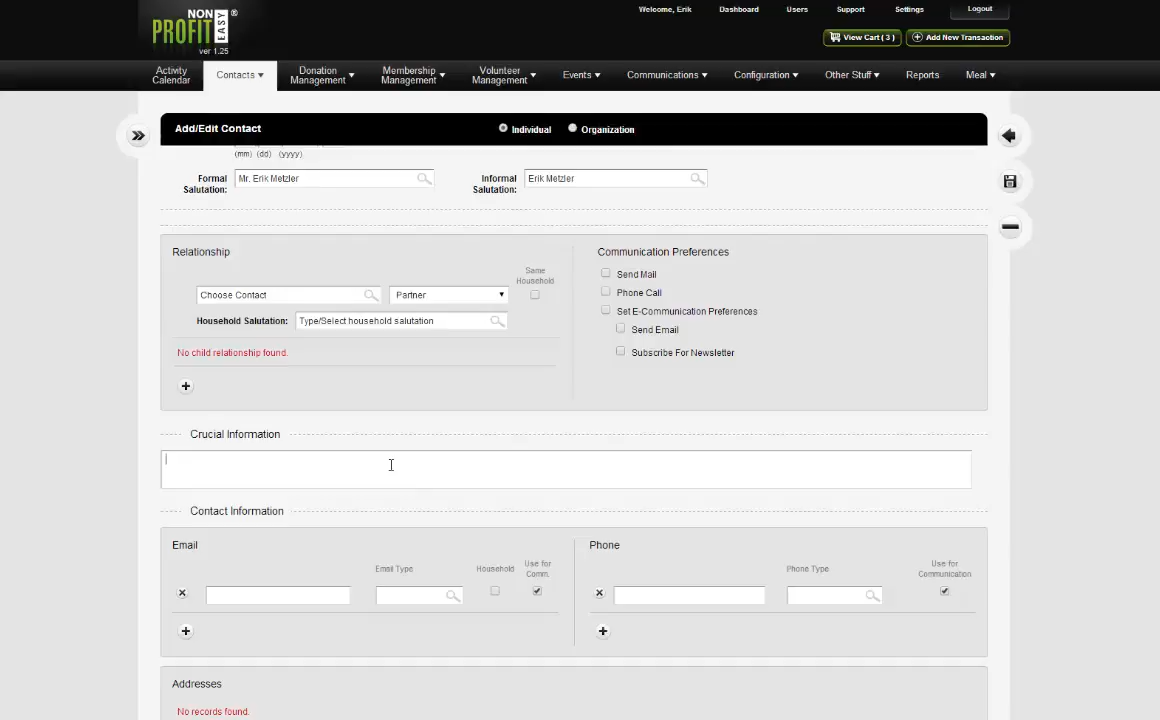 NON
PROFIT EASY ®
ver 1.25
Welcome, Erik Dashboard Users Support Settings Logout
View Cart ( 3 ) Add New Transaction
Activity Calendar Contacts Donation Management Membership Management Volunteer Management Events Communications Configuration Other Stuff Reports Meal
Add/Edit Contact Individual Organization
(mm) (dd) (yyyy)
Formal Salutation: Mr. Erik Metzler Informal Salutation: Erik Metzler
Relationship Communication Preferences
Same Household
Send Mail
Choose Contact Partner Phone Call
Set E-Communication Preferences
Household Salutation: Type/Select household salutation Send Email
No child relationship found. Subscribe For Newsletter
Crucial Information
Contact Information
Email Phone
Email Type Household Use for Comm. Phone Type Use for Communication
Addresses
No records found.